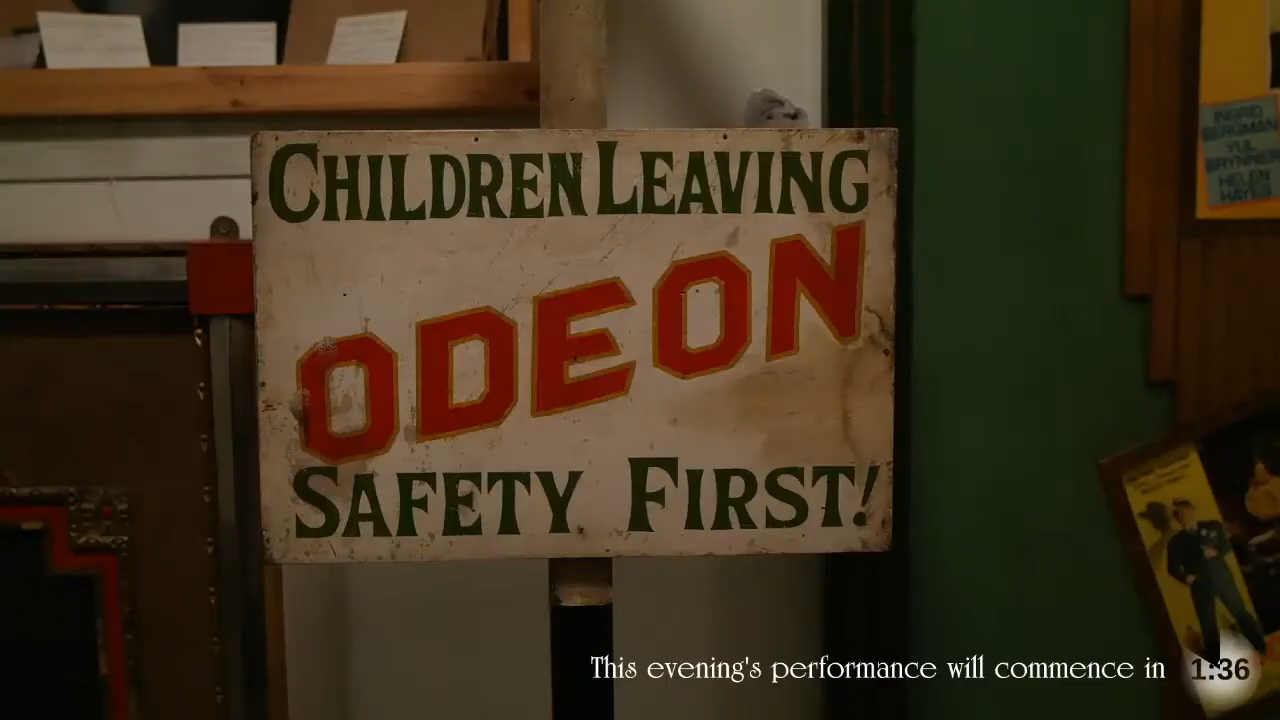 CHILDREN LEAVING
ODEON
SAFETY FIRST!
INGRID
BERGMAN
YUL
BRYNNER
HELEN
HAYES
This evening's performance will commence in 1:36